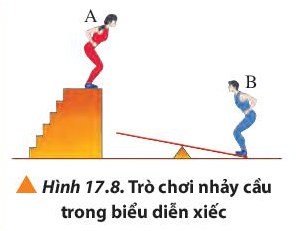 A
B
Hình 17.8. Trò chơi nhảy cầu
trong biểu diễn xiếc